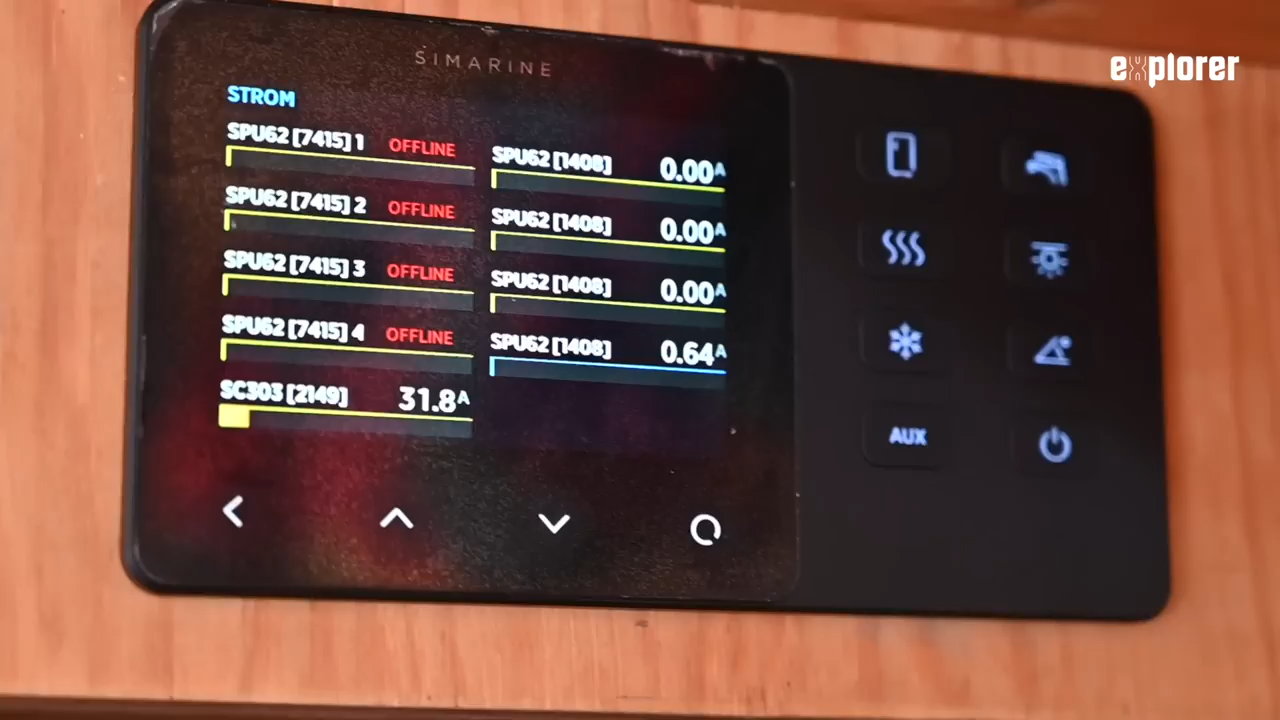 SIMARINE
explorer
STROM
SPU62 [7415] 1 OFFLINE
SPU62 [7415] 2 OFFLINE
SPU62 [7415] 3 OFFLINE
SPU62 [7415] 4 OFFLINE
SC303 [2149] 31.8A
SPU62 [1408] 0.00A
SPU62 [1408] 0.00A
SPU62 [1408] 0.00A
SPU62 [1408] 0.64A
AUX